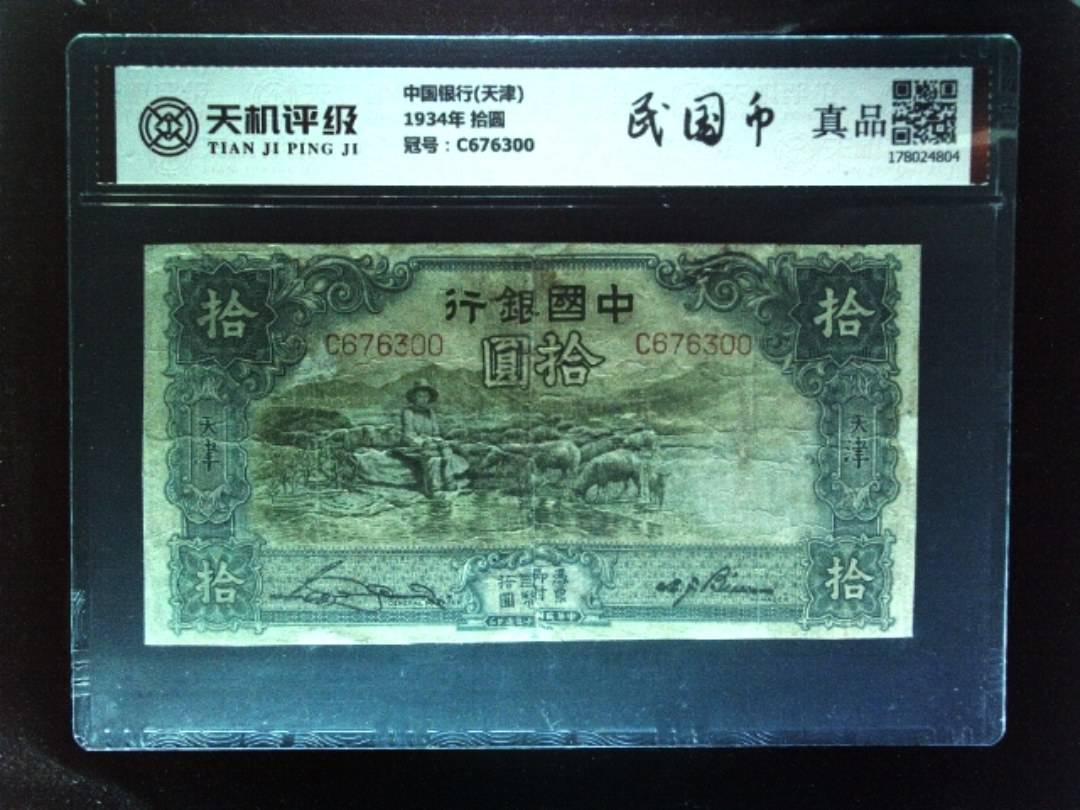 天机评级
TIAN JI PING JI
中国银行(天津)
1934年 拾圆
冠号：C676300
民国币
真品
178024804
拾
行銀國中
拾
C676300
圓拾
C676300
天津
天津
拾
拾